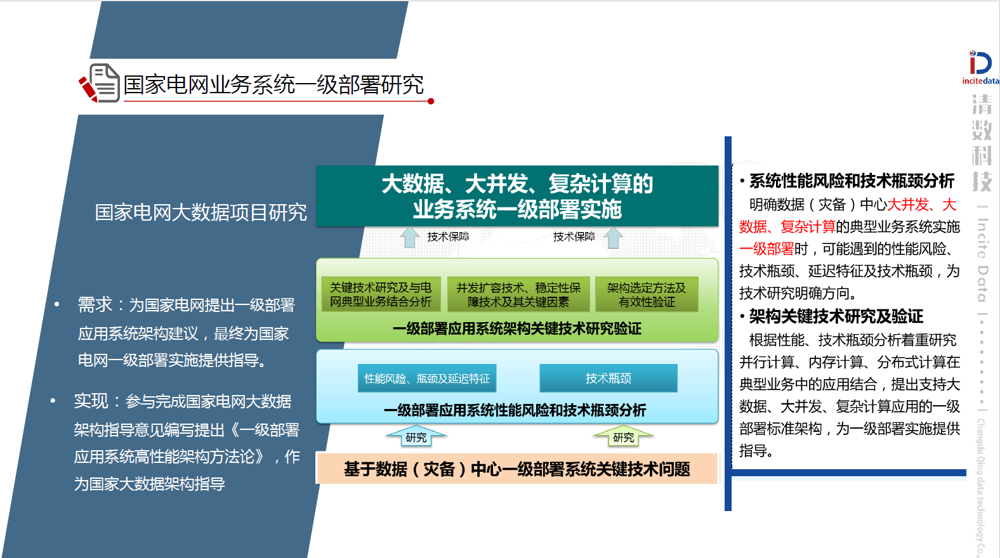 国家电网业务系统一级部署研究
国家电网大数据项目研究
• 需求：为国家电网提出一级部署
应用系统架构建议，最终为国家
电网一级部署实施提供指导。
• 实现：参与完成国家电网大数据
架构指导意见编写提出《一级部署
应用系统高性能架构方法论》，作
为国家大数据架构指导
大数据、大并发、复杂计算的
业务系统一级部署实施
技术保障
技术保障
关键技术研究及与电
网典型业务结合分析
并发扩容技术、稳定性保
障技术及其关键因素
架构选定方法及
有效性验证
一级部署应用系统架构关键技术研究验证
性能风险、瓶颈及延迟特征
技术瓶颈
一级部署应用系统性能风险和技术瓶颈分析
研究
研究
基于数据（灾备）中心一级部署系统关键技术问题
• 系统性能风险和技术瓶颈分析
明确数据（灾备）中心大并发、大
数据、复杂计算的典型业务系统实施
一级部署时，可能遇到的性能风险、
技术瓶颈、延迟特征及技术瓶颈，为
技术研究明确方向。
• 架构关键技术研究及验证
根据性能、技术瓶颈分析着重研究
并行计算、内存计算、分布式计算在
典型业务中的应用结合，提出支持大
数据、大并发、复杂计算应用的一级
部署标准架构，为一级部署实施提供
指导。
incitedata
清数科技
Incite Data
Chengdu Qing data technology Co.,